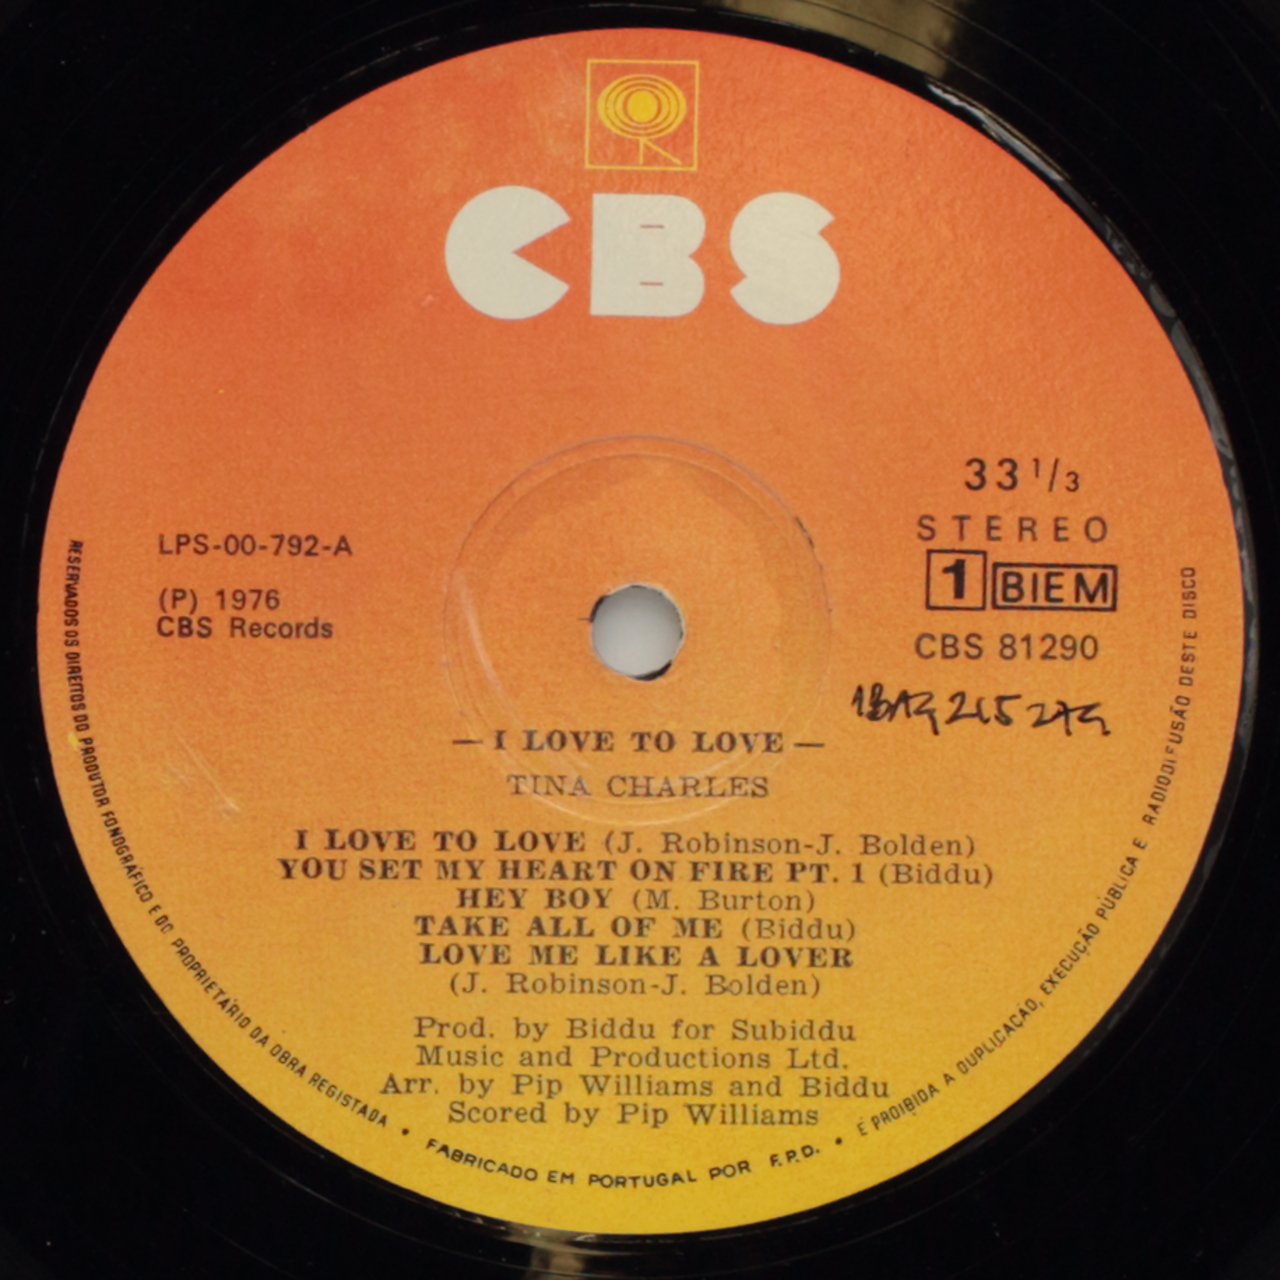 CBS
33 1/3
STEREO
1 BIEM
CBS 81290
LPS-00-792-A
(P) 1976
CBS Records
— I LOVE TO LOVE —
TINA CHARLES
I LOVE TO LOVE (J. Robinson-J. Bolden)
YOU SET MY HEART ON FIRE PT. 1 (Biddu)
HEY BOY (M. Burton)
TAKE ALL OF ME (Biddu)
LOVE ME LIKE A LOVER
(J. Robinson-J. Bolden)
Prod. by Biddu for Subiddu
Music and Productions Ltd.
Arr. by Pip Williams and Biddu
Scored by Pip Williams
RESERVADOS OS DIREITOS DO PRODUTOR FONOGRÁFICO E DO PROPRIETÁRIO DA OBRA REGISTADA • FABRICADO EM PORTUGAL POR F.P.D. • É PROIBIDA A DUPLICAÇÃO, EXECUÇÃO PÚBLICA E RADIODIFUSÃO DESTE DISCO